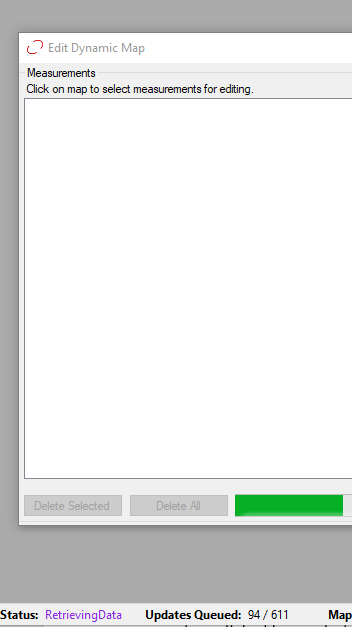 Edit Dynamic Map
Measurements
Click on map to select measurements for editing.
Delete Selected
Delete All
Status: RetrievingData Updates Queued: 94 / 611 Map